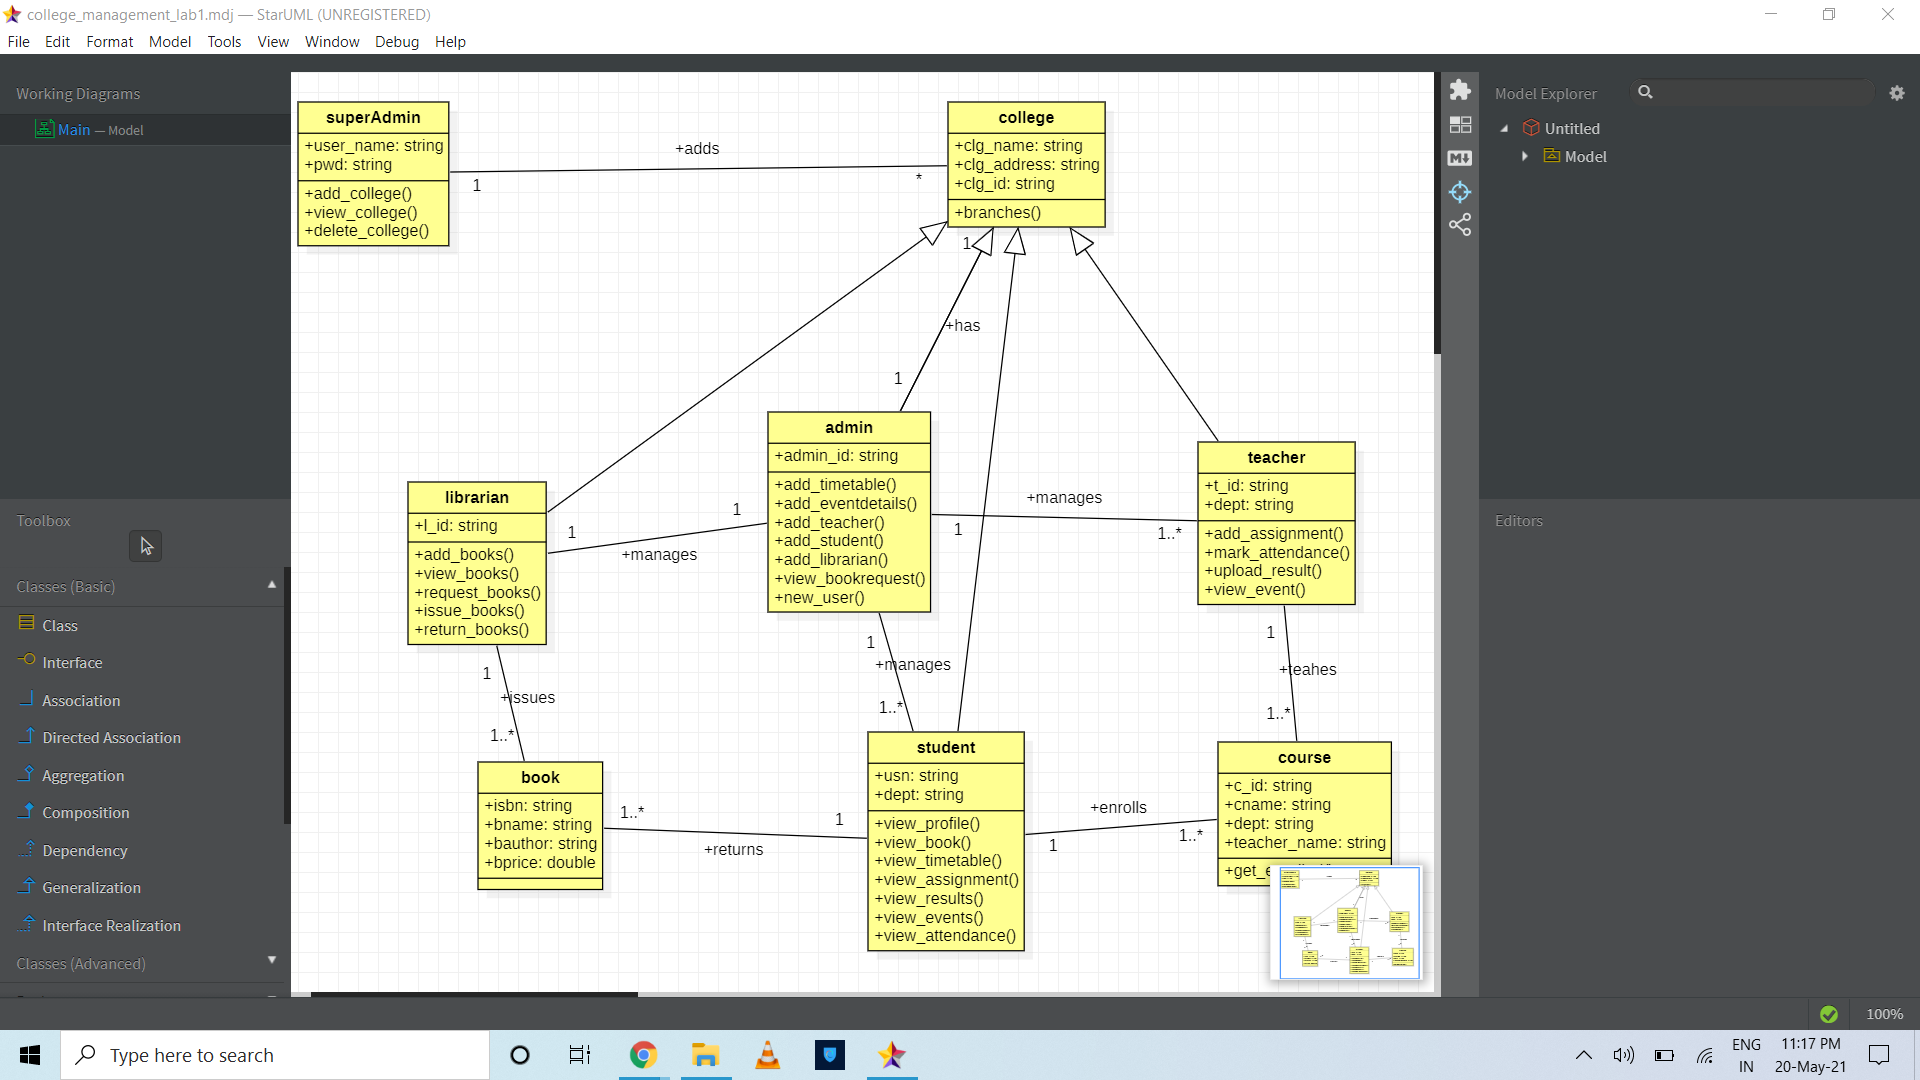 college_management_lab1.mdj — StarUML (UNREGISTERED)
File Edit Format Model Tools View Window Debug Help
Working Diagrams
Main — Model
Toolbox
Classes (Basic)
Class
Interface
Association
Directed Association
Aggregation
Composition
Dependency
Generalization
Interface Realization
Classes (Advanced)
superAdmin
+user_name: string
+pwd: string
+add_college()
+view_college()
+delete_college()
+adds
1
*
college
+clg_name: string
+clg_address: string
+clg_id: string
+branches()
1
+has
1
admin
+admin_id: string
+add_timetable()
+add_eventdetails()
+add_teacher()
+add_student()
+add_librarian()
+view_bookrequest()
+new_user()
librarian
+l_id: string
+add_books()
+view_books()
+request_books()
+issue_books()
+return_books()
1
+manages
1
+manages
1
1..*
teacher
+t_id: string
+dept: string
+add_assignment()
+mark_attendance()
+upload_result()
+view_event()
1
+issues
1..*
1
+manages
1..*
1
+teahes
1..*
book
+isbn: string
+bname: string
+bauthor: string
+bprice: double
1..*
+returns
1
student
+usn: string
+dept: string
+view_profile()
+view_book()
+view_timetable()
+view_assignment()
+view_results()
+view_events()
+view_attendance()
+enrolls
1
1..*
course
+c_id: string
+cname: string
+dept: string
+teacher_name: string
Model Explorer
Untitled
Model
Editors
100%
Type here to search
ENG
IN
11:17 PM
20-May-21